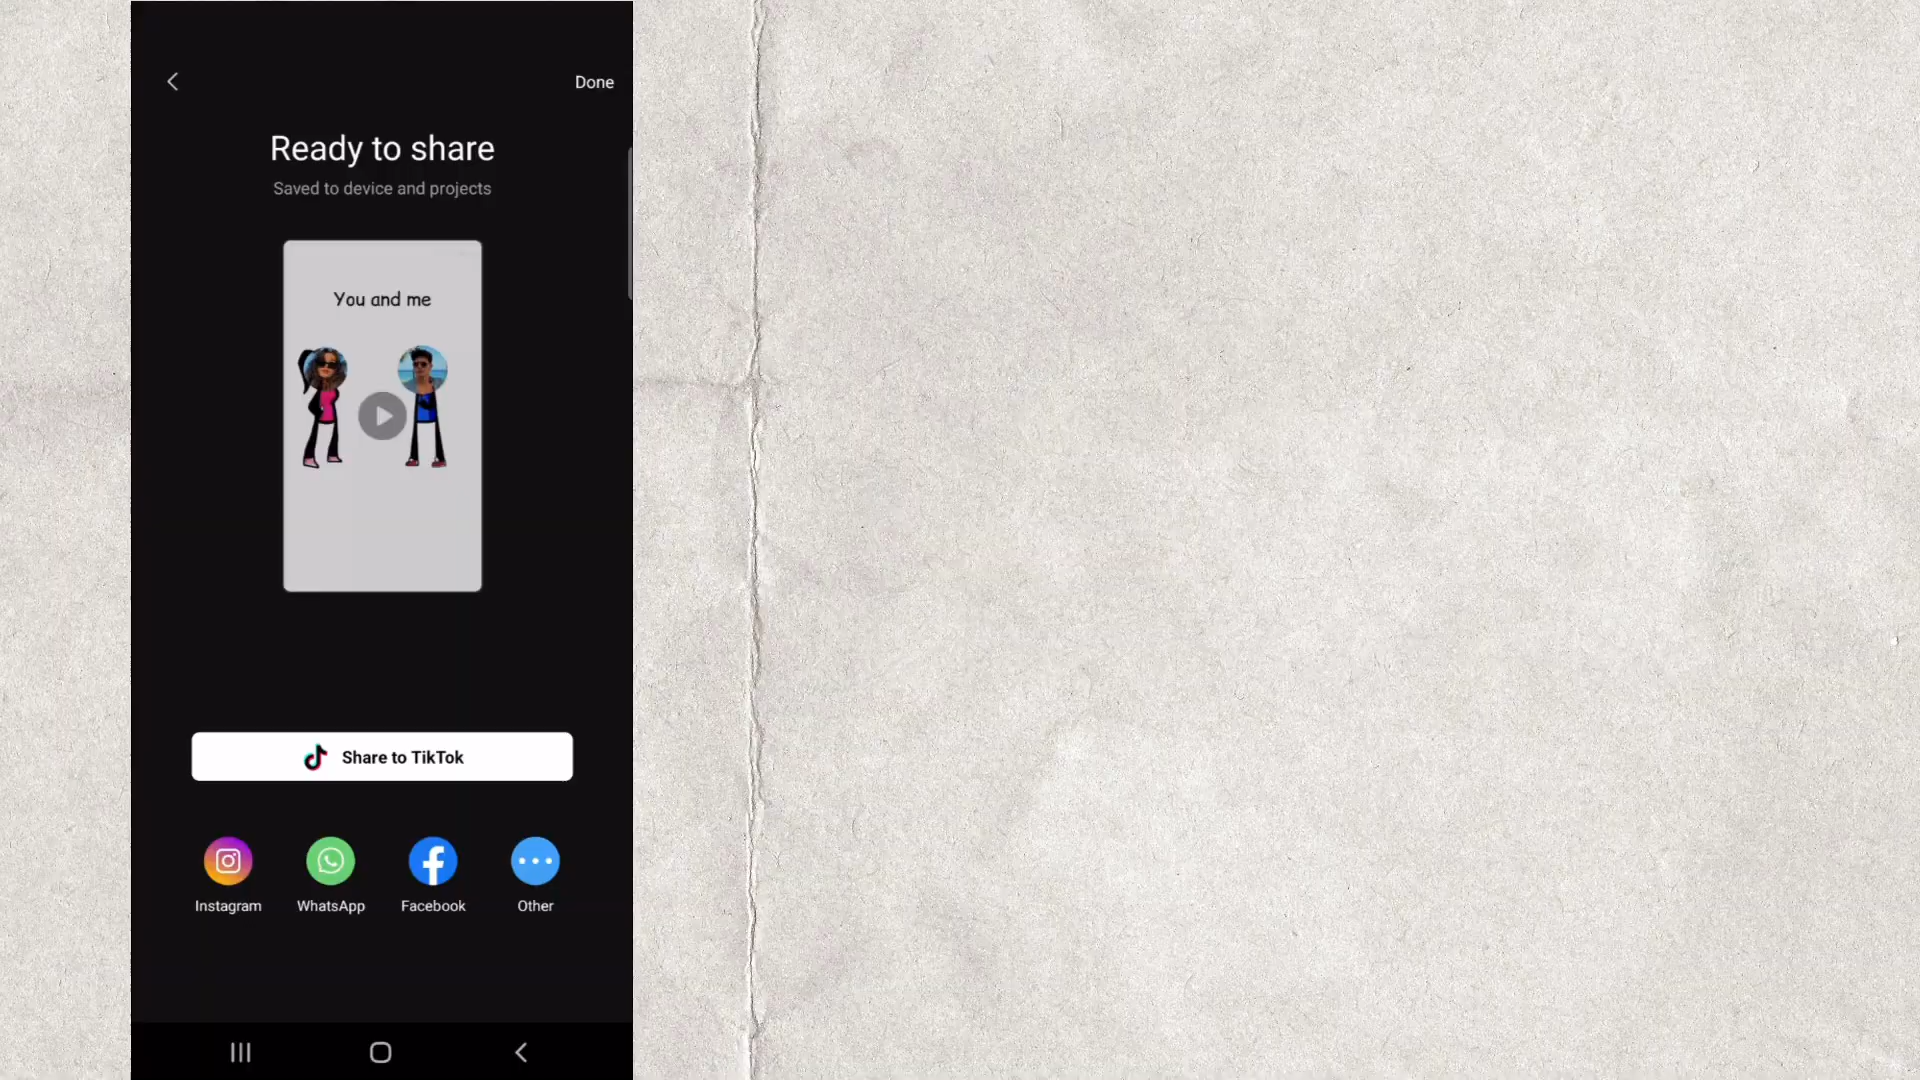 Done
Ready to share
Saved to device and projects
You and me
Share to TikTok
Instagram
WhatsApp
Facebook
Other